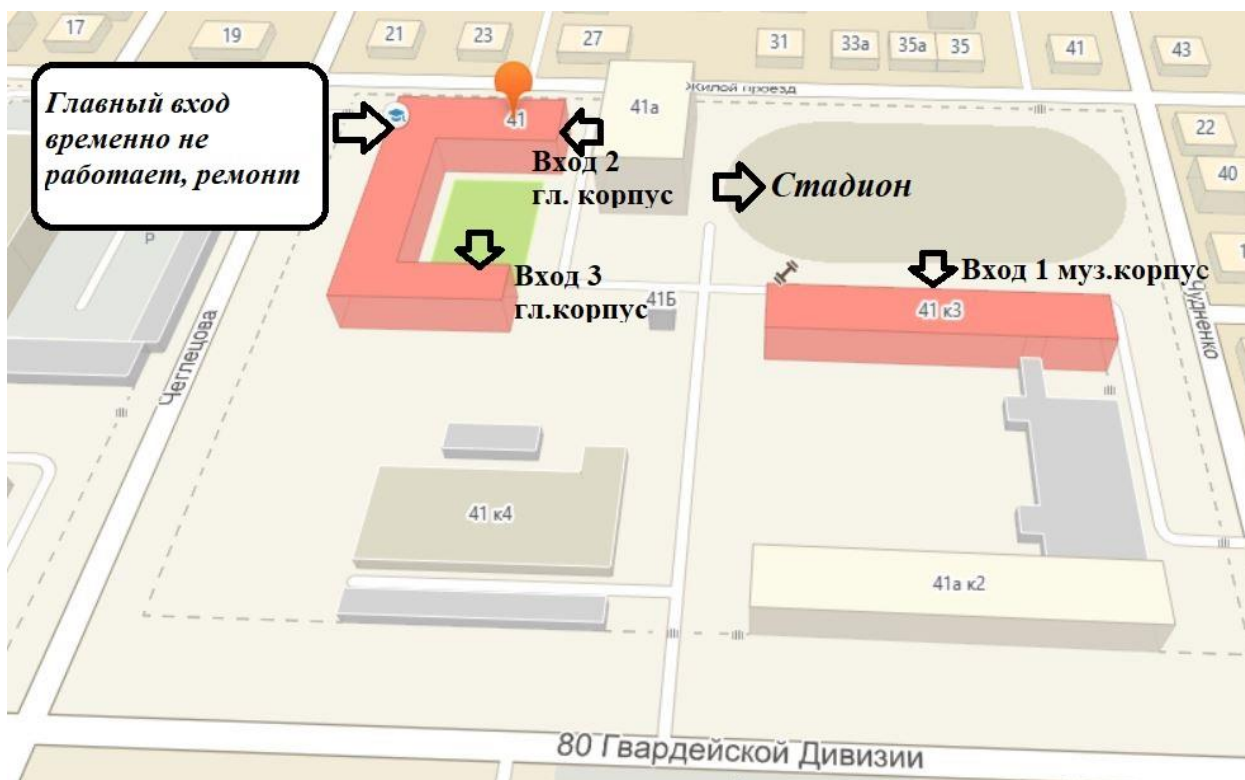 17
19
21
23
27
31
33а
35а
35
41
43
Главный вход
временно не
работает, ремонт
41
41а
жилой проезд
22
Вход 2
гл. корпус
Стадион
40
1
Р
Вход 3
гл.корпус
41Б
Вход 1 муз.корпус
41 к3
Чудненко
Чеглецова
41 к4
41а к2
80 Гвардейской Дивизии